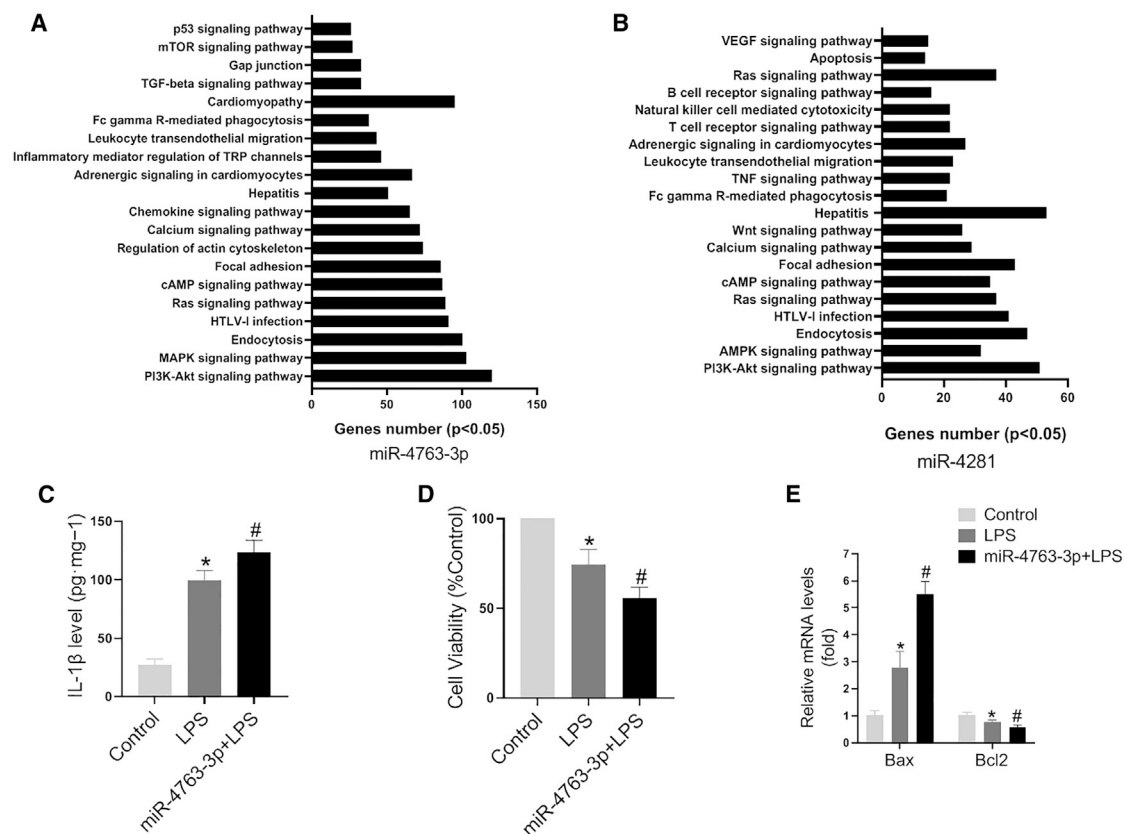 A
p53 signaling pathway
mTOR signaling pathway
Gap junction
TGF-beta signaling pathway
Cardiomyopathy
Fc gamma R-mediated phagocytosis
Leukocyte transendothelial migration
Inflammatory mediator regulation of TRP channels
Adrenergic signaling in cardiomyocytes
Hepatitis
Chemokine signaling pathway
Calcium signaling pathway
Regulation of actin cytoskeleton
Focal adhesion
cAMP signaling pathway
Ras signaling pathway
HTLV-I infection
Endocytosis
MAPK signaling pathway
PI3K-Akt signaling pathway
0 50 100 150
Genes number (p<0.05)
miR-4763-3p
B
VEGF signaling pathway
Apoptosis
Ras signaling pathway
B cell receptor signaling pathway
Natural killer cell mediated cytotoxicity
T cell receptor signaling pathway
Adrenergic signaling in cardiomyocytes
Leukocyte transendothelial migration
TNF signaling pathway
Fc gamma R-mediated phagocytosis
Hepatitis
Wnt signaling pathway
Calcium signaling pathway
Focal adhesion
cAMP signaling pathway
Ras signaling pathway
HTLV-I infection
Endocytosis
AMPK signaling pathway
PI3K-Akt signaling pathway
0 20 40 60
Genes number (p<0.05)
miR-4281
C
IL-1β level (pg·mg−1)
150
100
50
0
*
#
Control
LPS
miR-4763-3p+LPS
D
Cell Viability (%Control)
100
50
0
*
#
Control
LPS
miR-4763-3p+LPS
E
Control
LPS
miR-4763-3p+LPS
Relative mRNA levels
(fold)
7
6
5
4
3
2
1
0
*
#
*
#
Bax
Bcl2